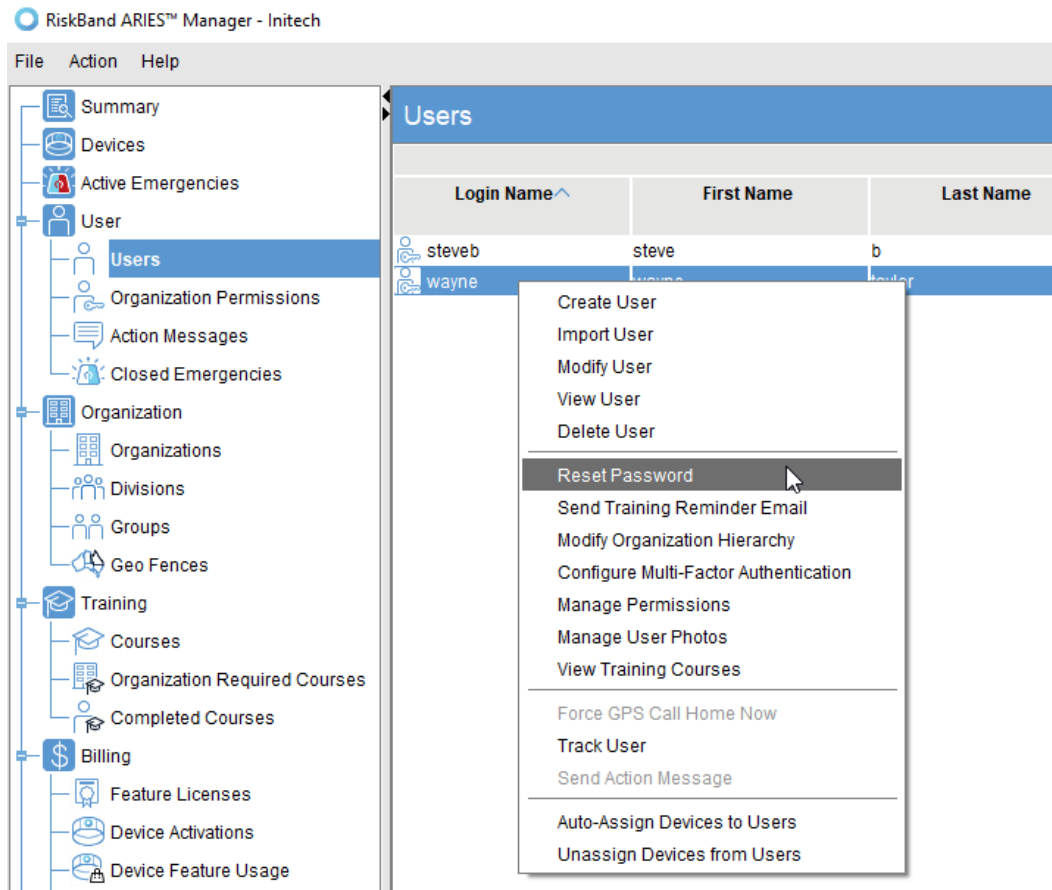 RiskBand ARIES™ Manager - Initech
File Action Help
Summary
Devices
Active Emergencies
User
Users
Organization Permissions
Action Messages
Closed Emergencies
Organization
Organizations
Divisions
Groups
Geo Fences
Training
Courses
Organization Required Courses
Completed Courses
Billing
Feature Licenses
Device Activations
Device Feature Usage
Users
Login Name First Name Last Name
steveb steve b
wayne wayne taylor
Create User
Import User
Modify User
View User
Delete User
Reset Password
Send Training Reminder Email
Modify Organization Hierarchy
Configure Multi-Factor Authentication
Manage Permissions
Manage User Photos
View Training Courses
Force GPS Call Home Now
Track User
Send Action Message
Auto-Assign Devices to Users
Unassign Devices from Users